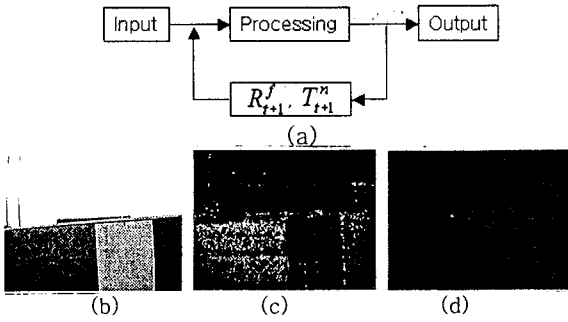 Input
Processing
Output
R^f_{t+1}, T^n_{t+1}
(a)
(b)
(c)
(d)